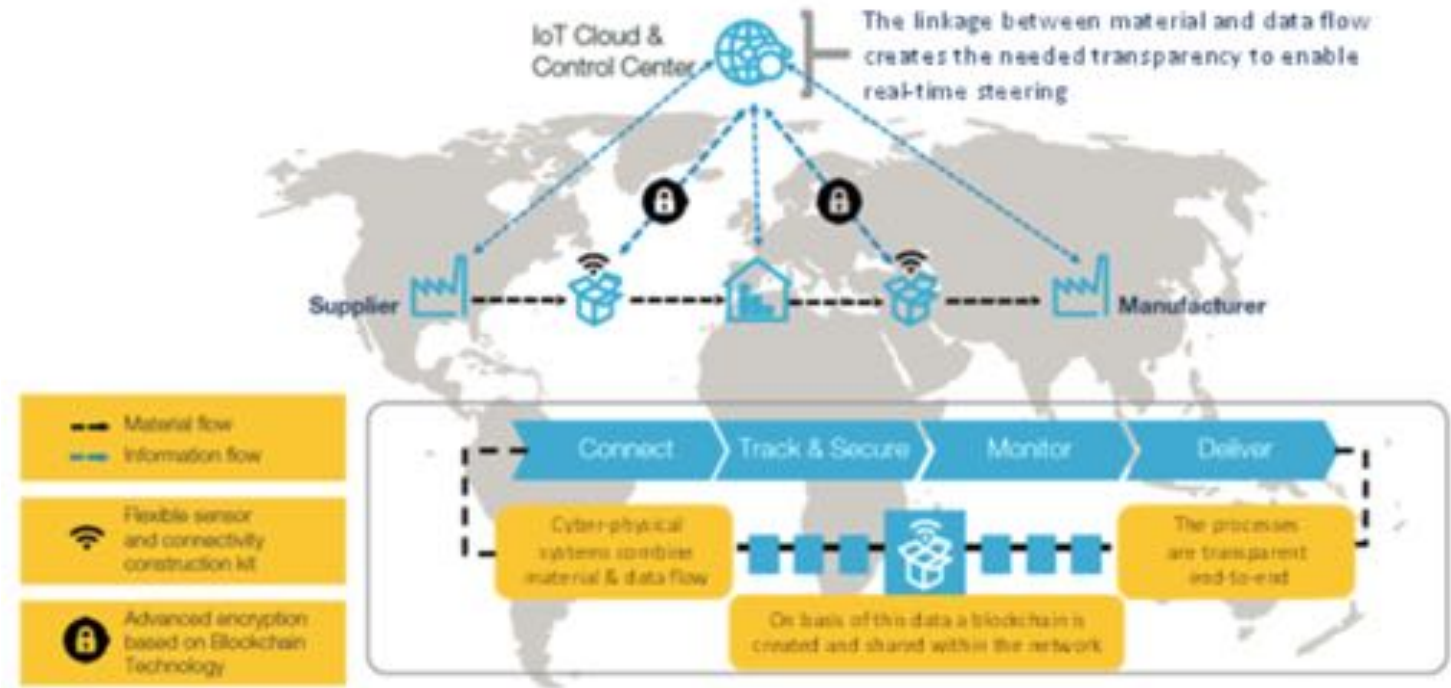 IoT Cloud &
Control Center
The linkage between material and data flow
creates the needed transparency to enable
real-time steering
Supplier
Manufacturer
Material flow
Information flow
Flexible sensor
and connectivity
construction kit
Advanced encryption
based on Blockchain
Technology
Connect
Track & Secure
Monitor
Deliver
Cyber-physical
systems combine
material & data flow
On basis of this data a blockchain is
created and shared within the network
The processes
are transparent
end-to-end